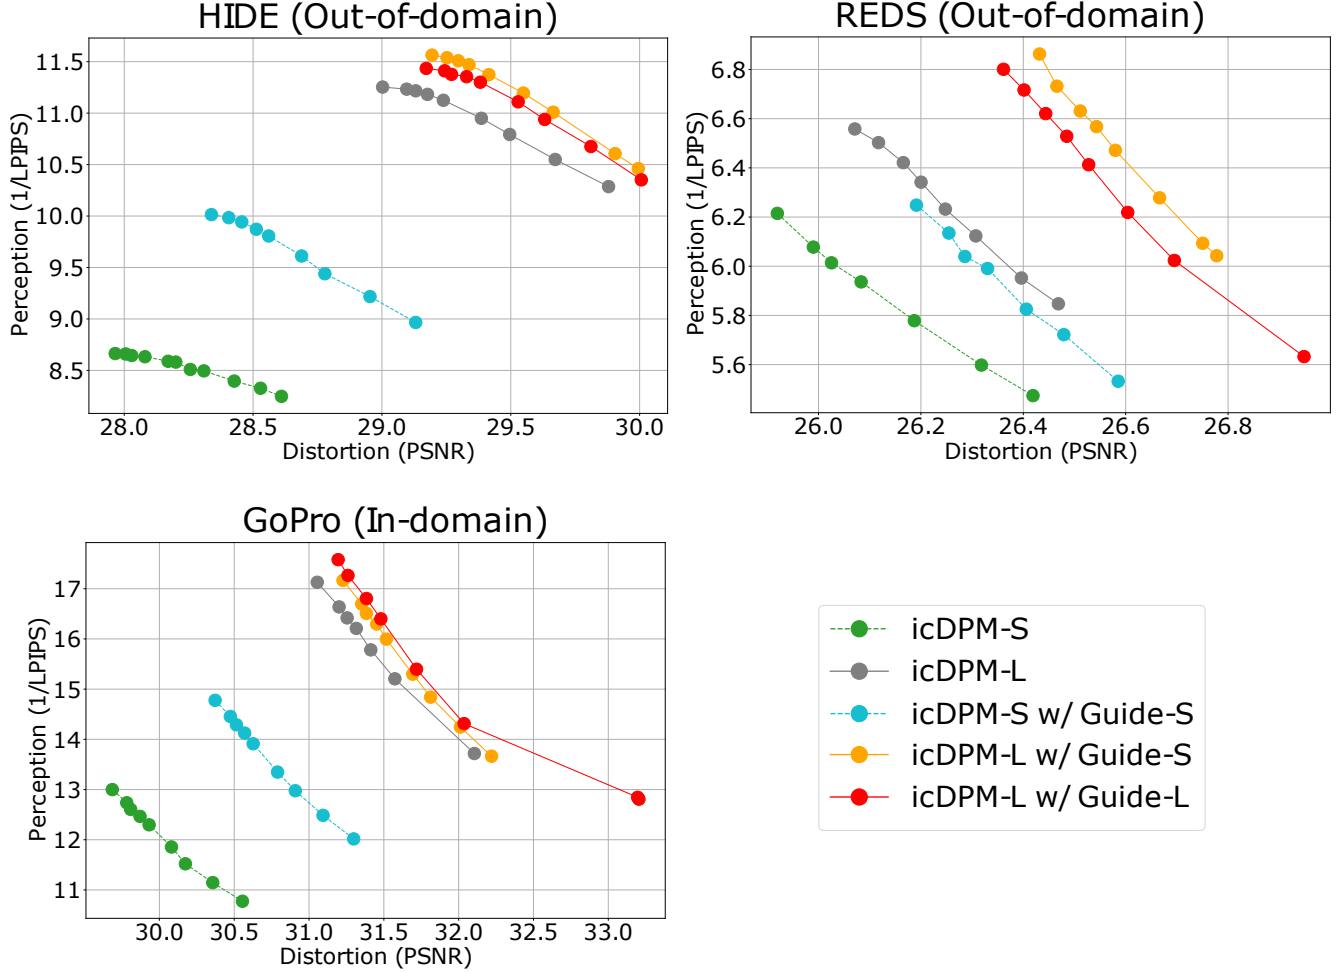 HIDE (Out-of-domain)
Perception (1/LPIPS)
11.5
11.0
10.5
10.0
9.5
9.0
8.5
28.0 28.5 29.0 29.5 30.0
Distortion (PSNR)
REDS (Out-of-domain)
Perception (1/LPIPS)
6.8
6.6
6.4
6.2
6.0
5.8
5.6
26.0 26.2 26.4 26.6 26.8
Distortion (PSNR)
GoPro (In-domain)
Perception (1/LPIPS)
17
16
15
14
13
12
11
30.0 30.5 31.0 31.5 32.0 32.5 33.0
Distortion (PSNR)
icDPM-S
icDPM-L
icDPM-S w/ Guide-S
icDPM-L w/ Guide-S
icDPM-L w/ Guide-L